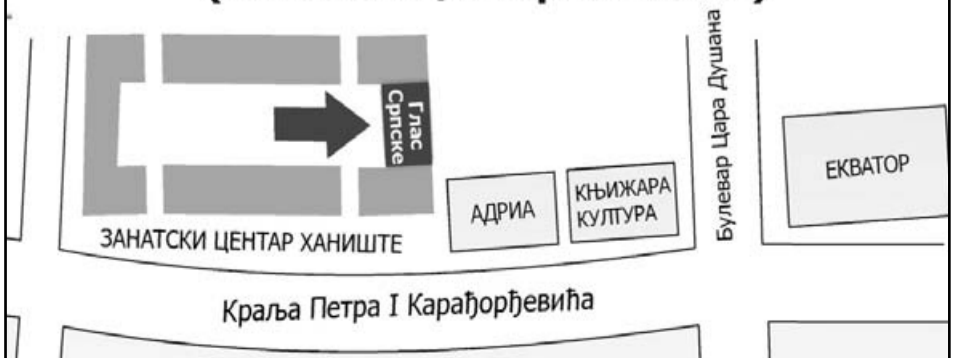 Глас
Српске
Булевар Цара Душана
ЕКВАТОР
АДРИА
КЊИЖАРА
КУЛТУРА
ЗАНАТСКИ ЦЕНТАР ХАНИШТЕ
Краља Петра I Карађорђевића